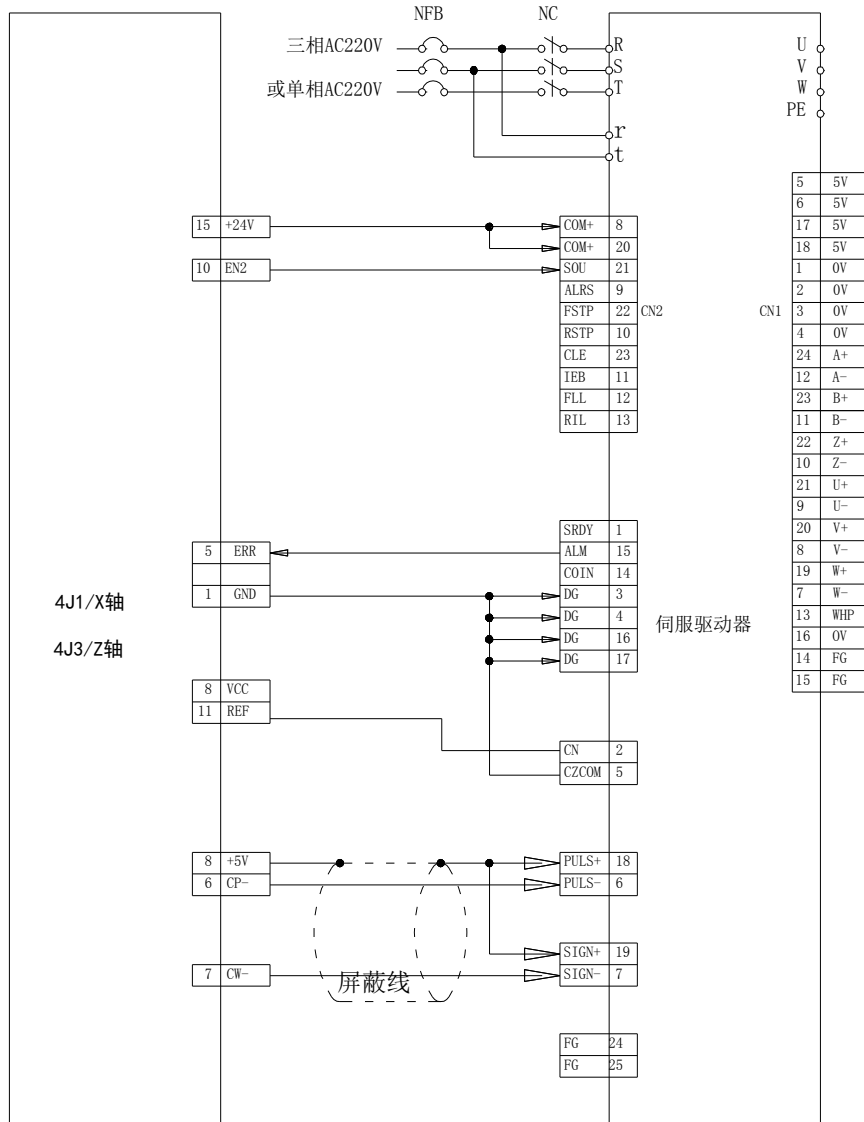 NFB NC
三相AC220V R U
S V
或单相AC220V T W
PE
r
t
5 5V
6 5V
15 +24V COM+ 8 17 5V
COM+ 20 18 5V
10 EN2 SOU 21 1 0V
ALRS 9 2 0V
FSTP 22 CN2 CN1 3 0V
RSTP 10 4 0V
CLE 23 24 A+
IEB 11 12 A-
FLL 12 23 B+
RIL 13 11 B-
22 Z+
10 Z-
21 U+
9 U-
SRDY 1 20 V+
5 ERR ALM 15 8 V-
COIN 14 19 W+
1 GND DG 3 7 W-
4J1/X轴
DG 4 13 WHP
伺服驱动器
DG 16 16 0V
4J3/Z轴
DG 17 14 FG
15 FG
8 VCC
11 REF
CN 2
CZCOM 5
8 +5V PULS+ 18
6 CP- PULS- 6
SIGN+ 19
7 CW- SIGN- 7
屏蔽线
FG 24
FG 25